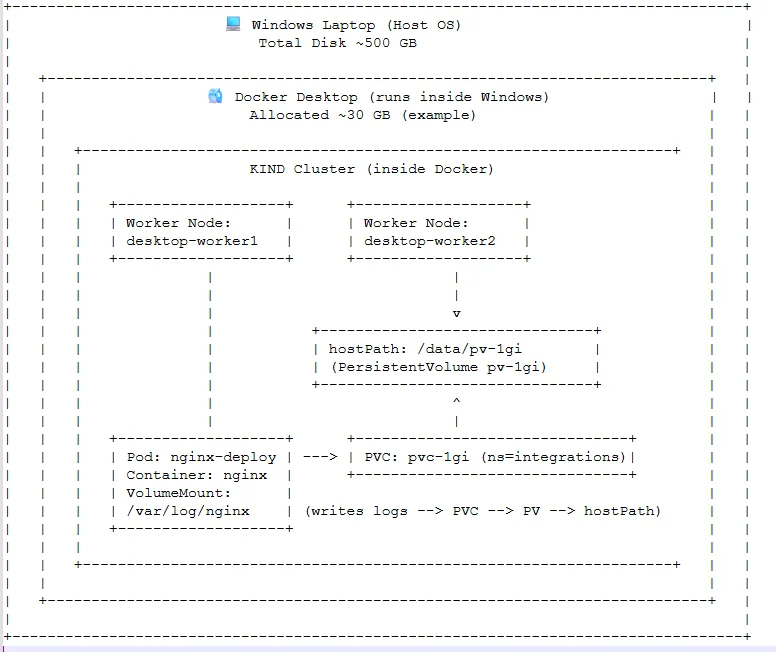 Windows Laptop (Host OS)
Total Disk ~500 GB
Docker Desktop (runs inside Windows)
Allocated ~30 GB (example)
KIND Cluster (inside Docker)
Worker Node:
desktop-worker1
Worker Node:
desktop-worker2
hostPath: /data/pv-1gi
(PersistentVolume pv-1gi)
Pod: nginx-deploy ---> PVC: pvc-1gi (ns=integrations)
Container: nginx
VolumeMount:
/var/log/nginx
(writes logs --> PVC --> PV --> hostPath)